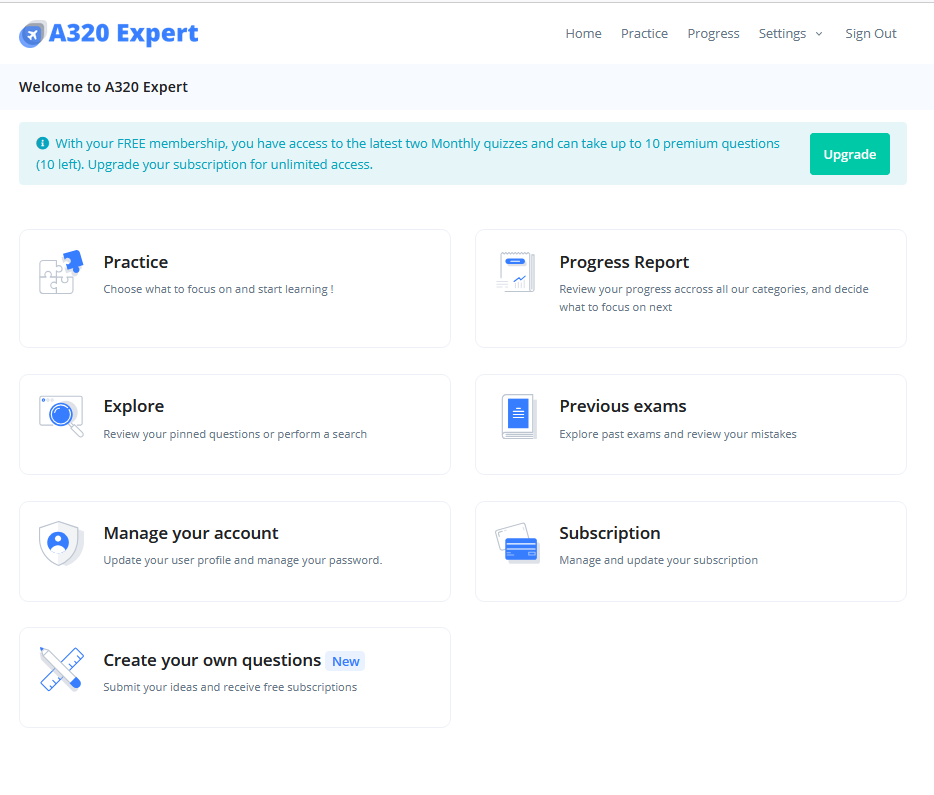 A320 Expert
Home Practice Progress Settings Sign Out
Welcome to A320 Expert
With your FREE membership, you have access to the latest two Monthly quizzes and can take up to 10 premium questions
(10 left). Upgrade your subscription for unlimited access.
Upgrade
Practice
Choose what to focus on and start learning !
Progress Report
Review your progress accross all our categories, and decide
what to focus on next
Explore
Review your pinned questions or perform a search
Previous exams
Explore past exams and review your mistakes
Manage your account
Update your user profile and manage your password.
Subscription
Manage and update your subscription
Create your own questions New
Submit your ideas and receive free subscriptions